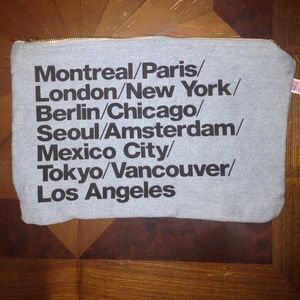 Montreal/Paris/
London/New York/
Berlin/Chicago/
Seoul/Amsterdam/
Mexico City/
Tokyo/Vancouver/
Los Angeles